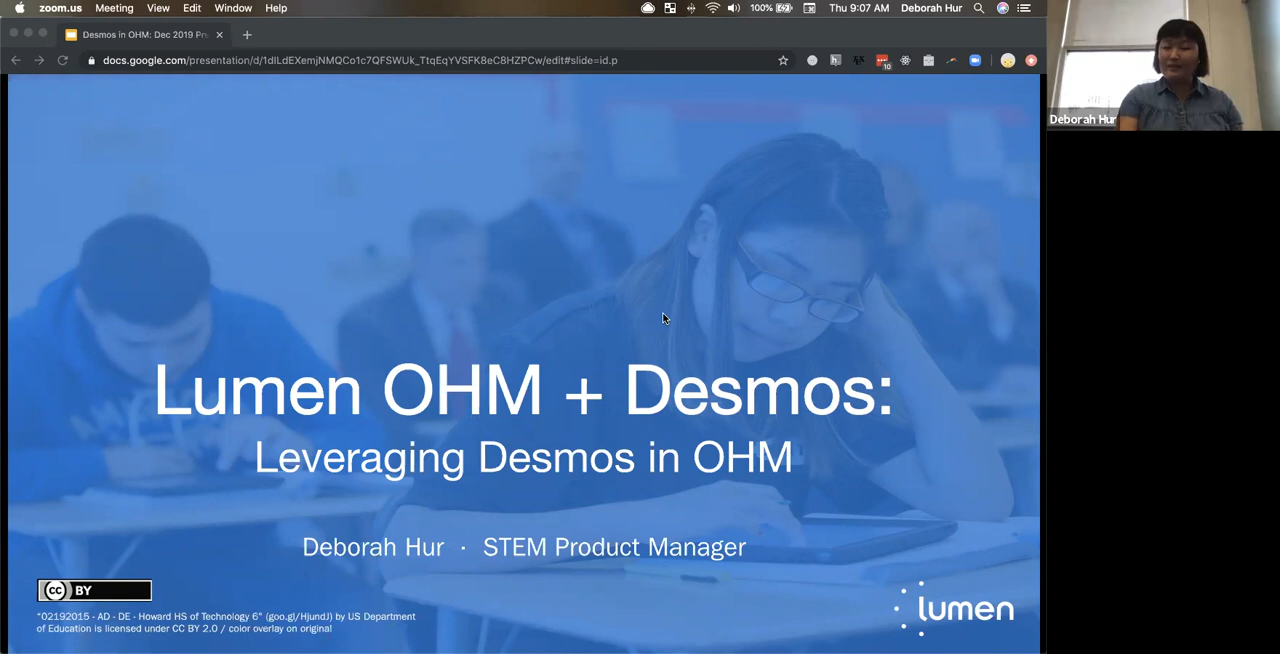 zoom.us Meeting View Edit Window Help
100% Thu 9:07 AM Deborah Hur
Desmos in OHM: Dec 2019 Pr
docs.google.com/presentation/d/1dILdEXemjNMQCo1c7QFSWUk_TtqEqYVSFK8eC8HZPCw/edit#slide=id.p
10
Deborah Hur
Lumen OHM + Desmos:
Leveraging Desmos in OHM
Deborah Hur · STEM Product Manager
CC BY
"02192015 - AD - DE - Howard HS of Technology 6" (goo.gl/HjundJ) by US Department
of Education is licensed under CC BY 2.0 / color overlay on original
lumen